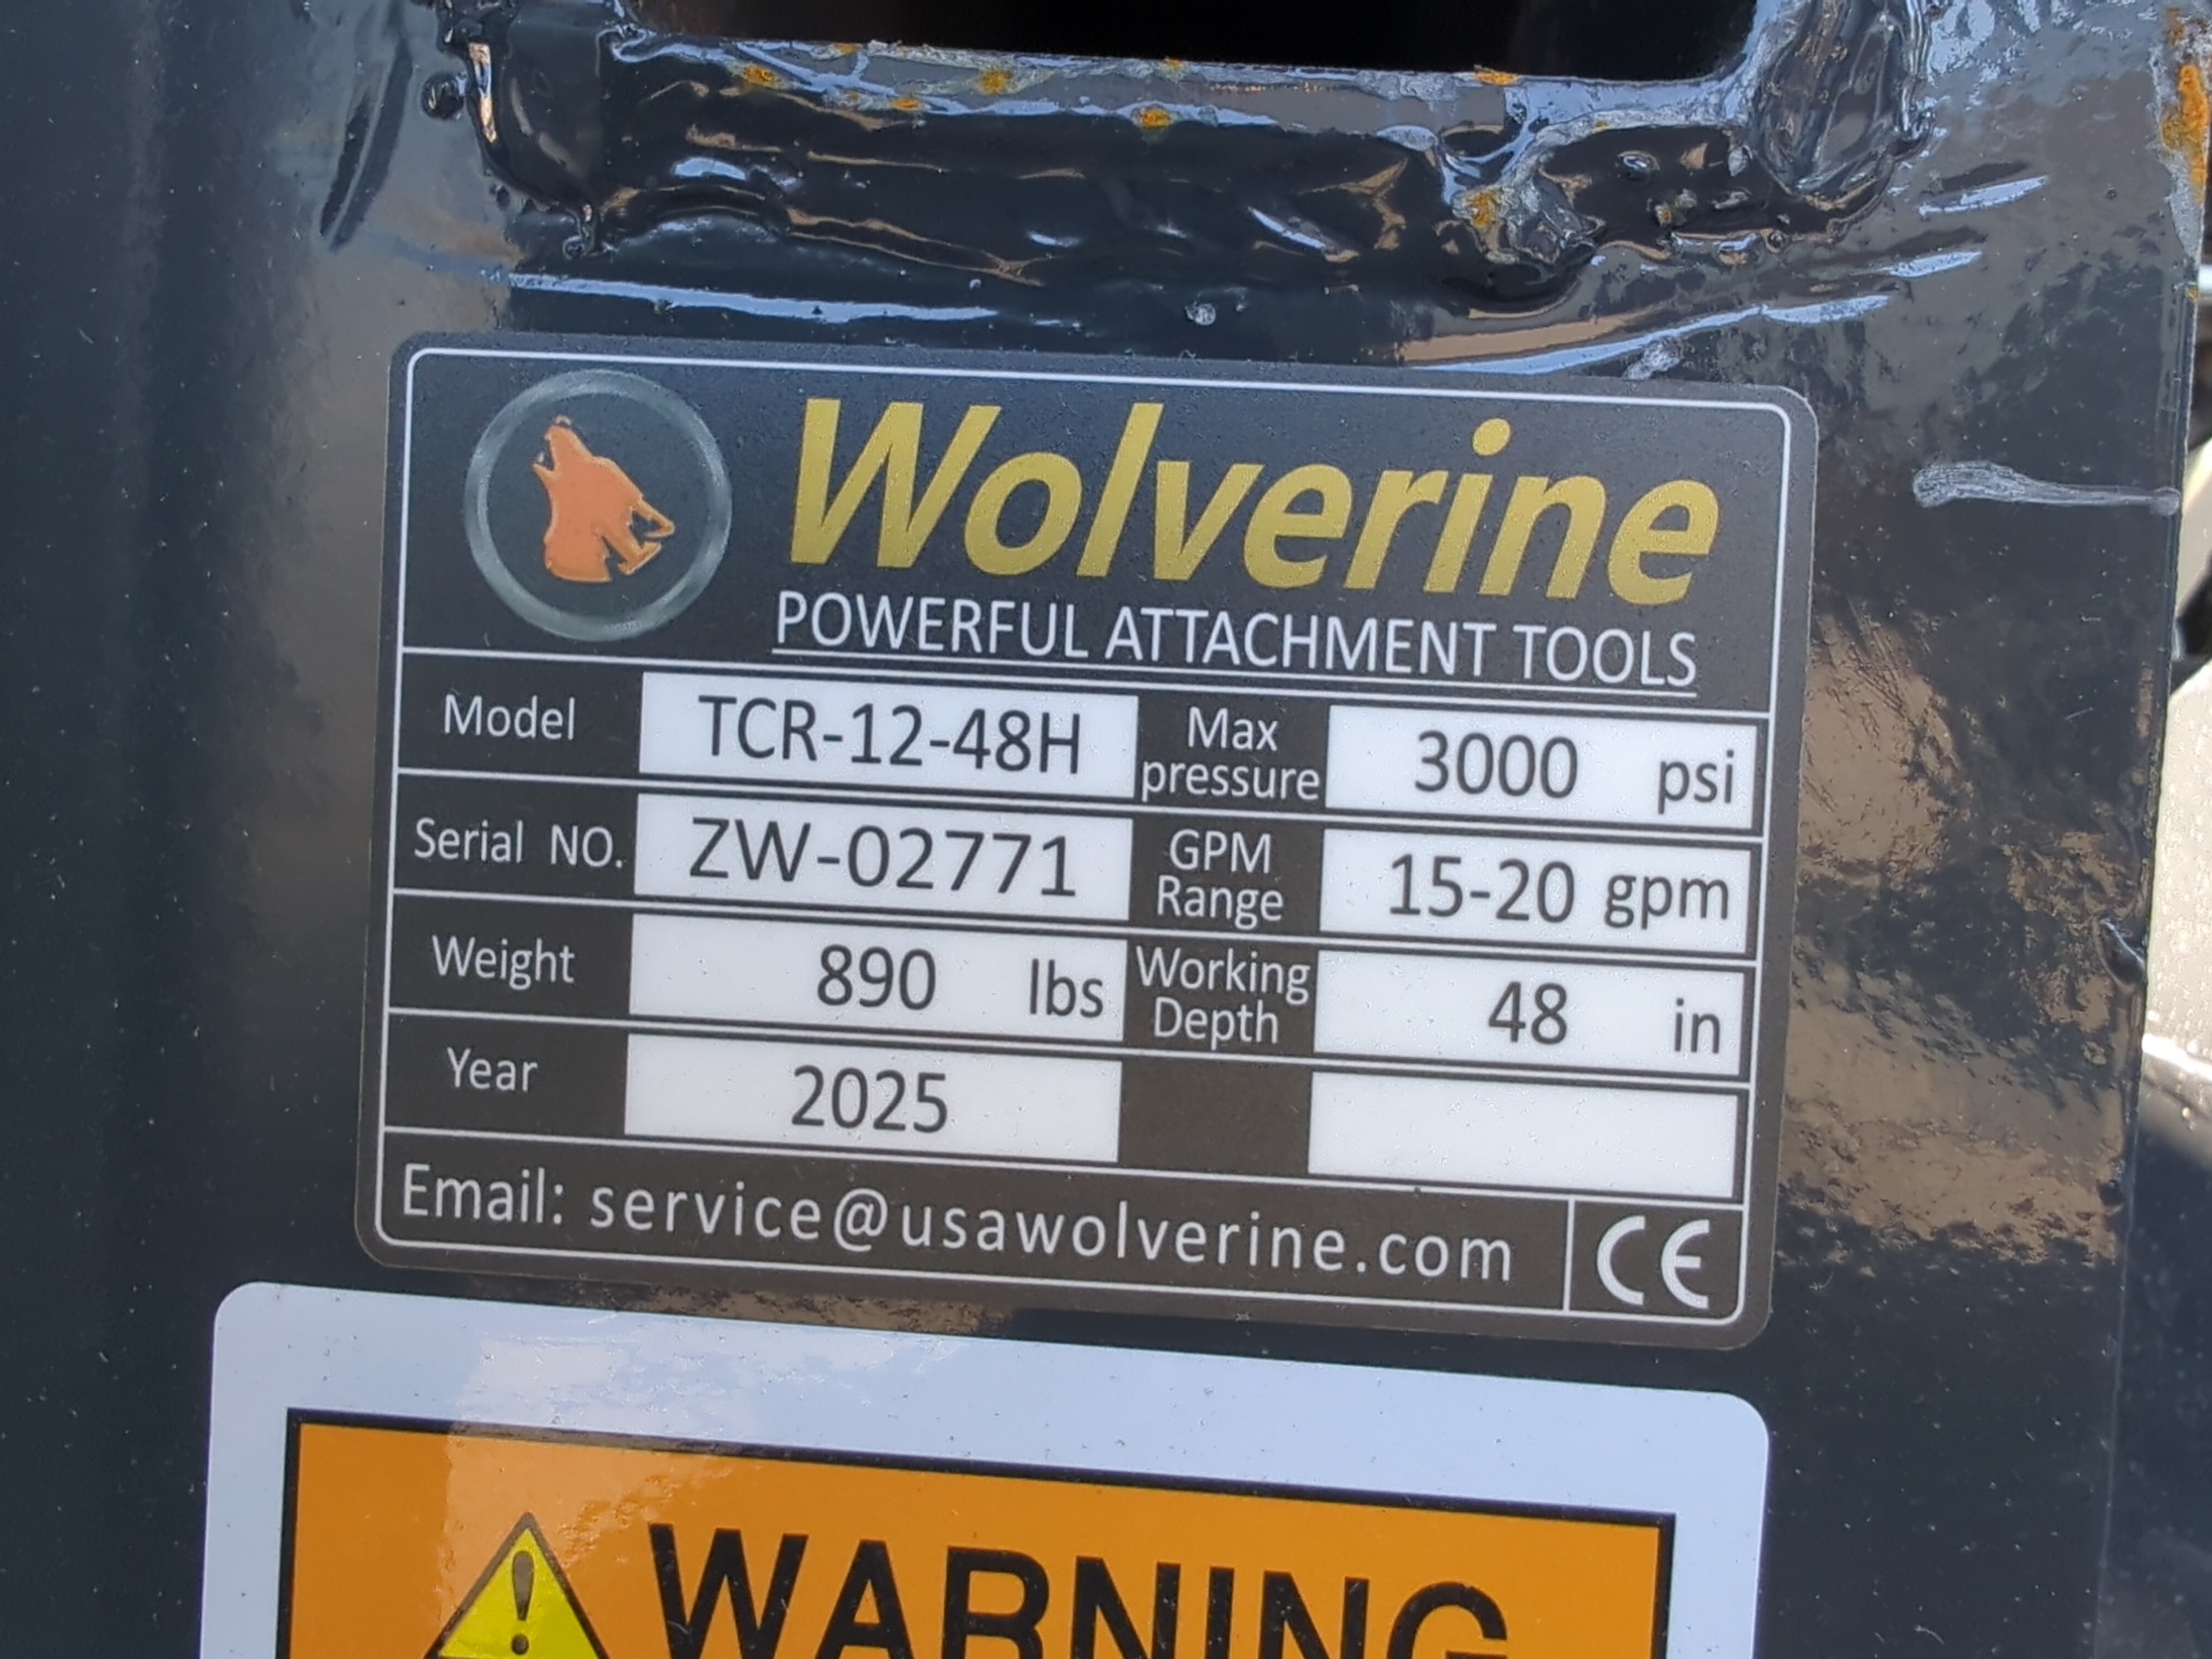 Wolverine
POWERFUL ATTACHMENT TOOLS
Model TCR-12-48H Max pressure 3000 psi
Serial NO. ZW-02771 GPM Range 15-20 gpm
Weight 890 lbs Working Depth 48 in
Year 2025
Email: service@usawolverine.com CE
WARNING